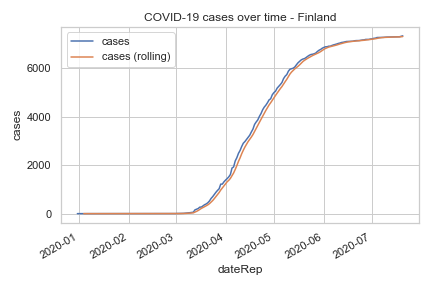 COVID-19 cases over time - Finland
cases
cases (rolling)
6000
4000
2000
0
cases
2020-01
2020-02
2020-03
2020-04
2020-05
2020-06
2020-07
dateRep